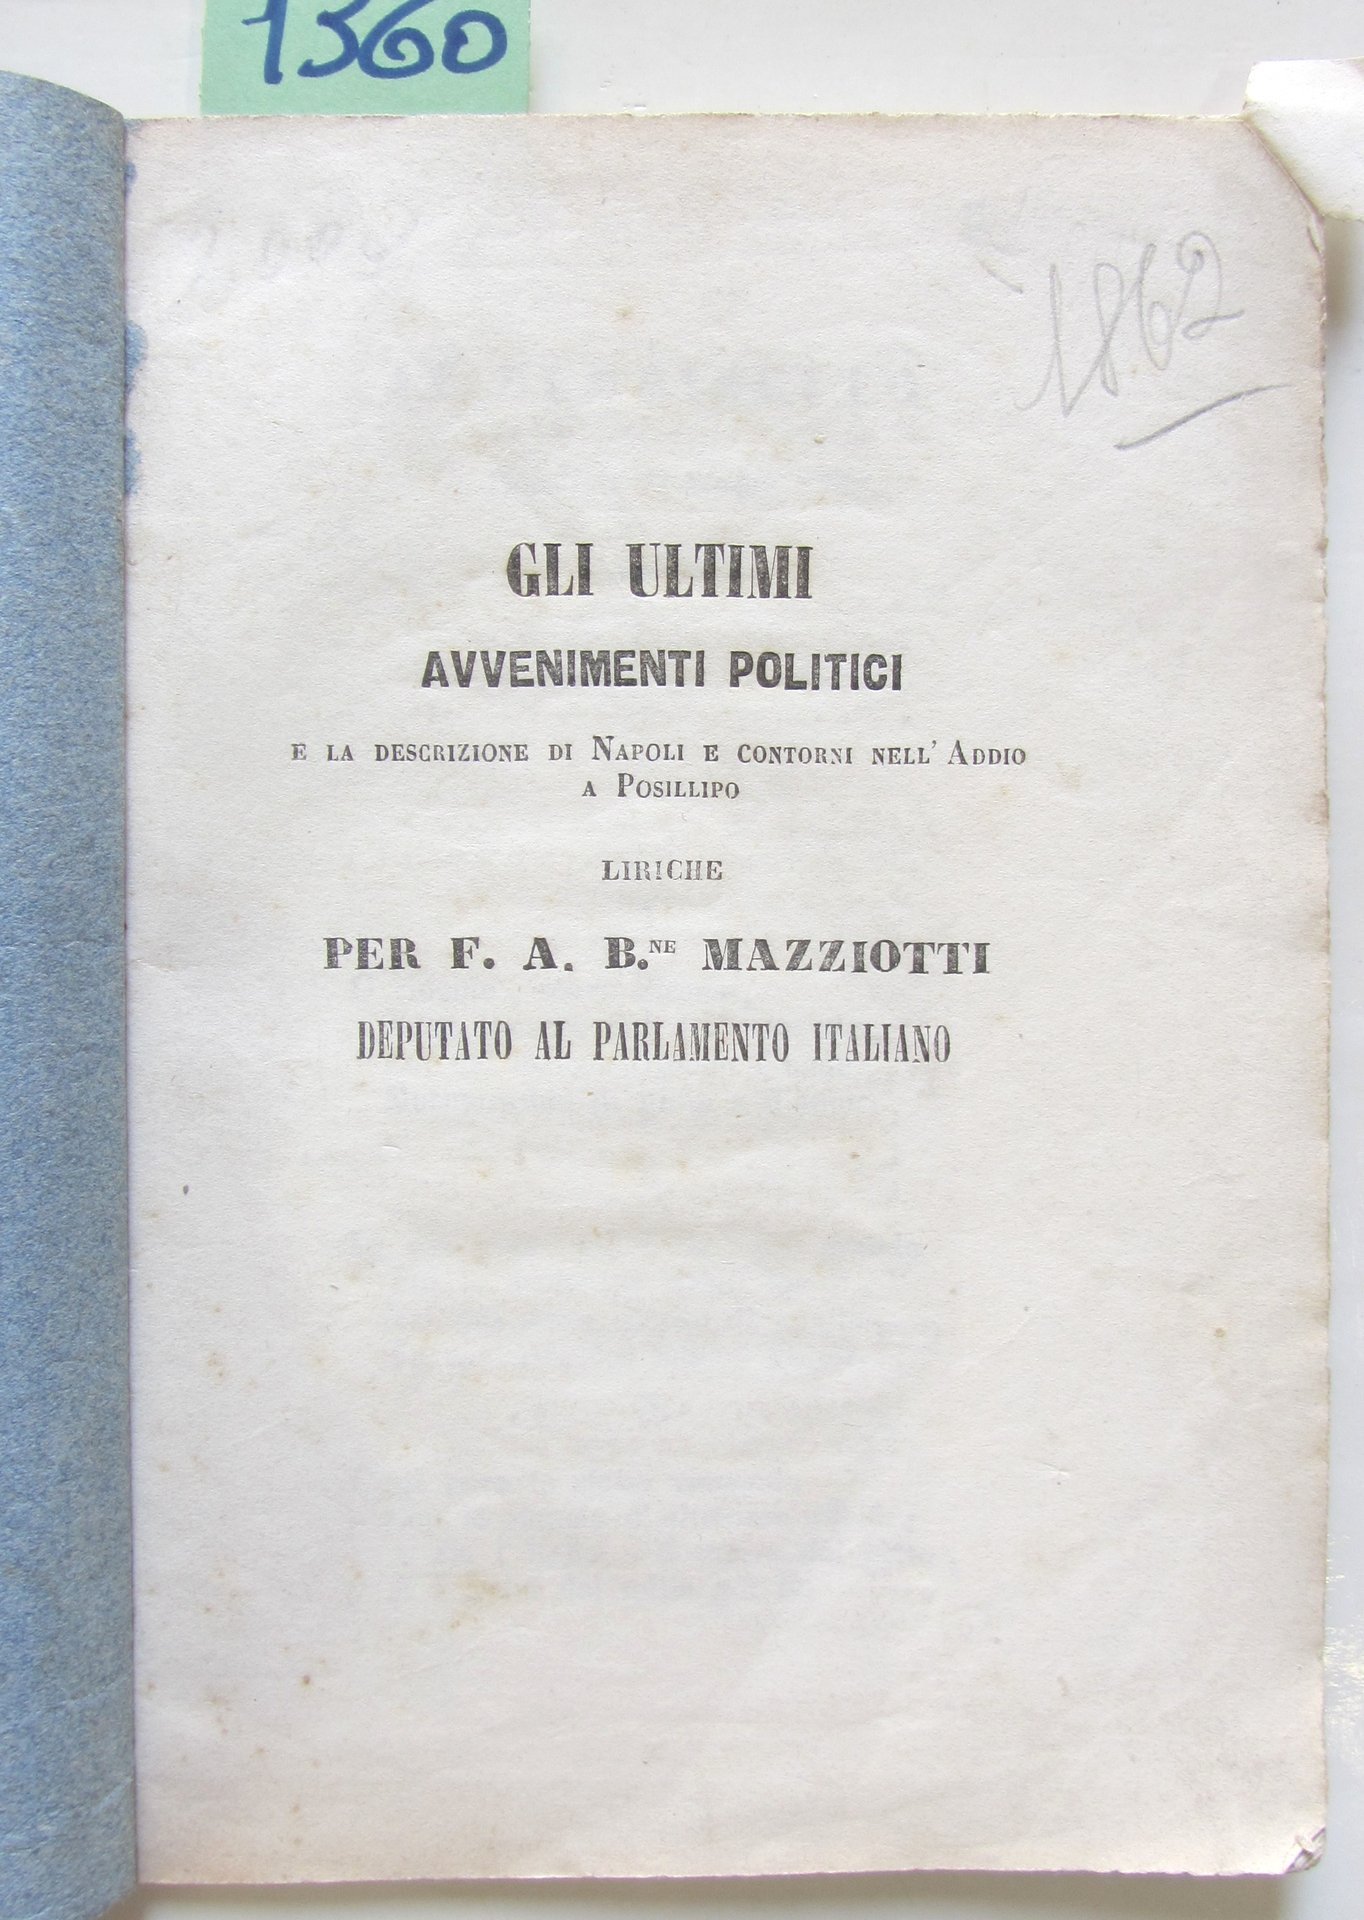 1360
1862
GLI ULTIMI
AVVENIMENTI POLITICI
E LA DESCRIZIONE DI NAPOLI E CONTORNI NELL' ADDIO
A POSILLIPO
LIRICHE
PER F. A. B.NE MAZZIOTTI
DEPUTATO AL PARLAMENTO ITALIANO